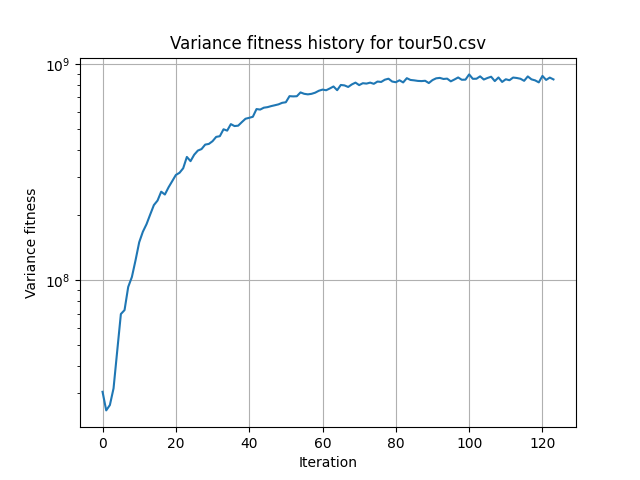 Variance fitness history for tour50.csv
10⁹
10⁸
Variance fitness
0 20 40 60 80 100 120
Iteration